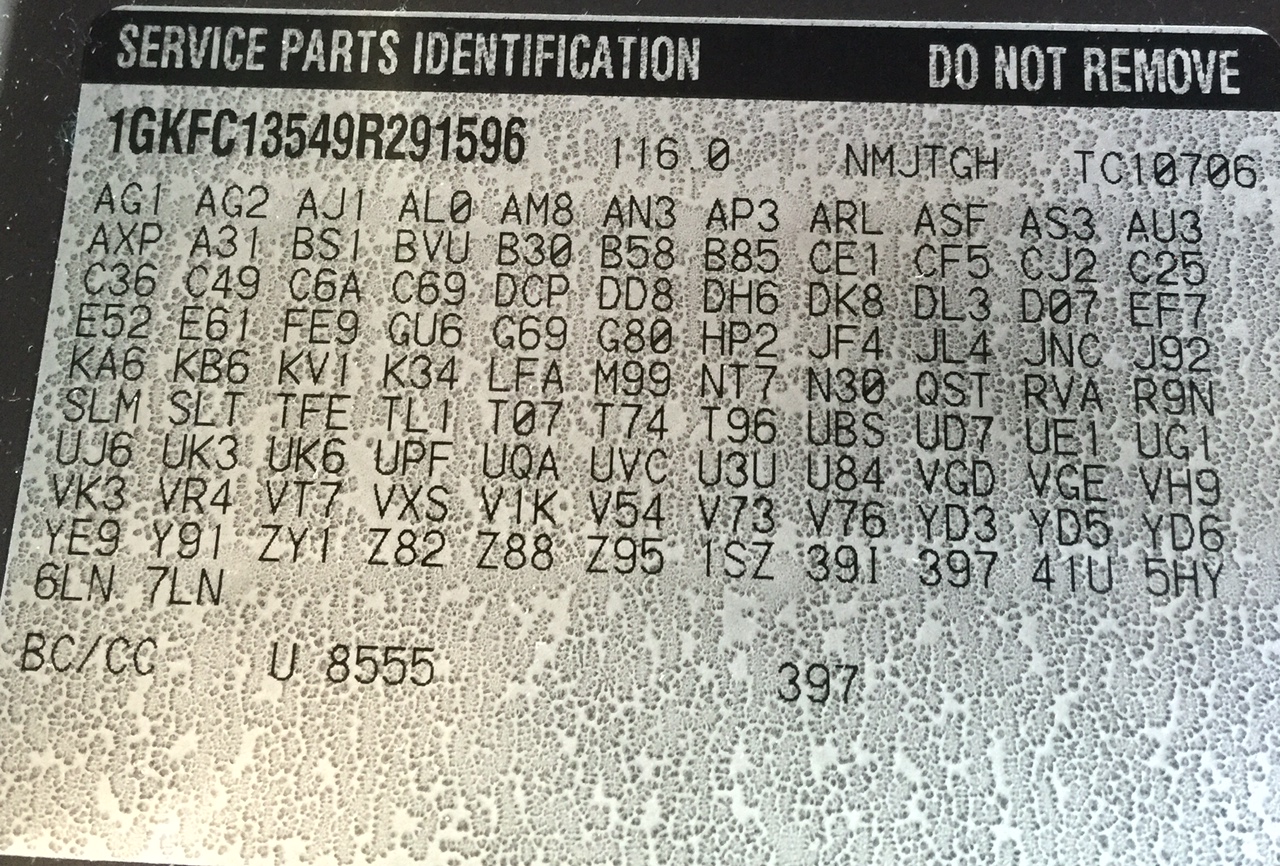 SERVICE PARTS IDENTIFICATION DO NOT REMOVE
1GKFC13549R291596 116.0 NMJTGH TC10706
AG1 AG2 AJ1 AL0 AM8 AN3 AP3 ARL ASF AS3 AU3
AXP A31 BS1 BVU B30 B58 B85 CE1 CF5 CJ2 C25
C36 C49 C6A C69 DCP DD8 DH6 DK8 DL3 D07 EF7
E52 E61 FE9 GU6 G69 G80 HP2 JF4 JL4 JNC J92
KA6 KB6 KV1 K34 LFA M99 NT7 N30 QST RVA R9N
SLM SLT TFE TL1 T07 T74 T96 UBS UD7 UE1 UG1
UJ6 UK3 UK6 UPF UQA UVC U3U U84 VGD VGE VH9
VK3 VR4 VT7 VXS V1K V54 V73 V76 YD3 YD5 YD6
YE9 Y91 ZY1 Z82 Z88 Z95 1SZ 39I 397 41U 5HY
6LN 7LN
BC/CC U 8555 397